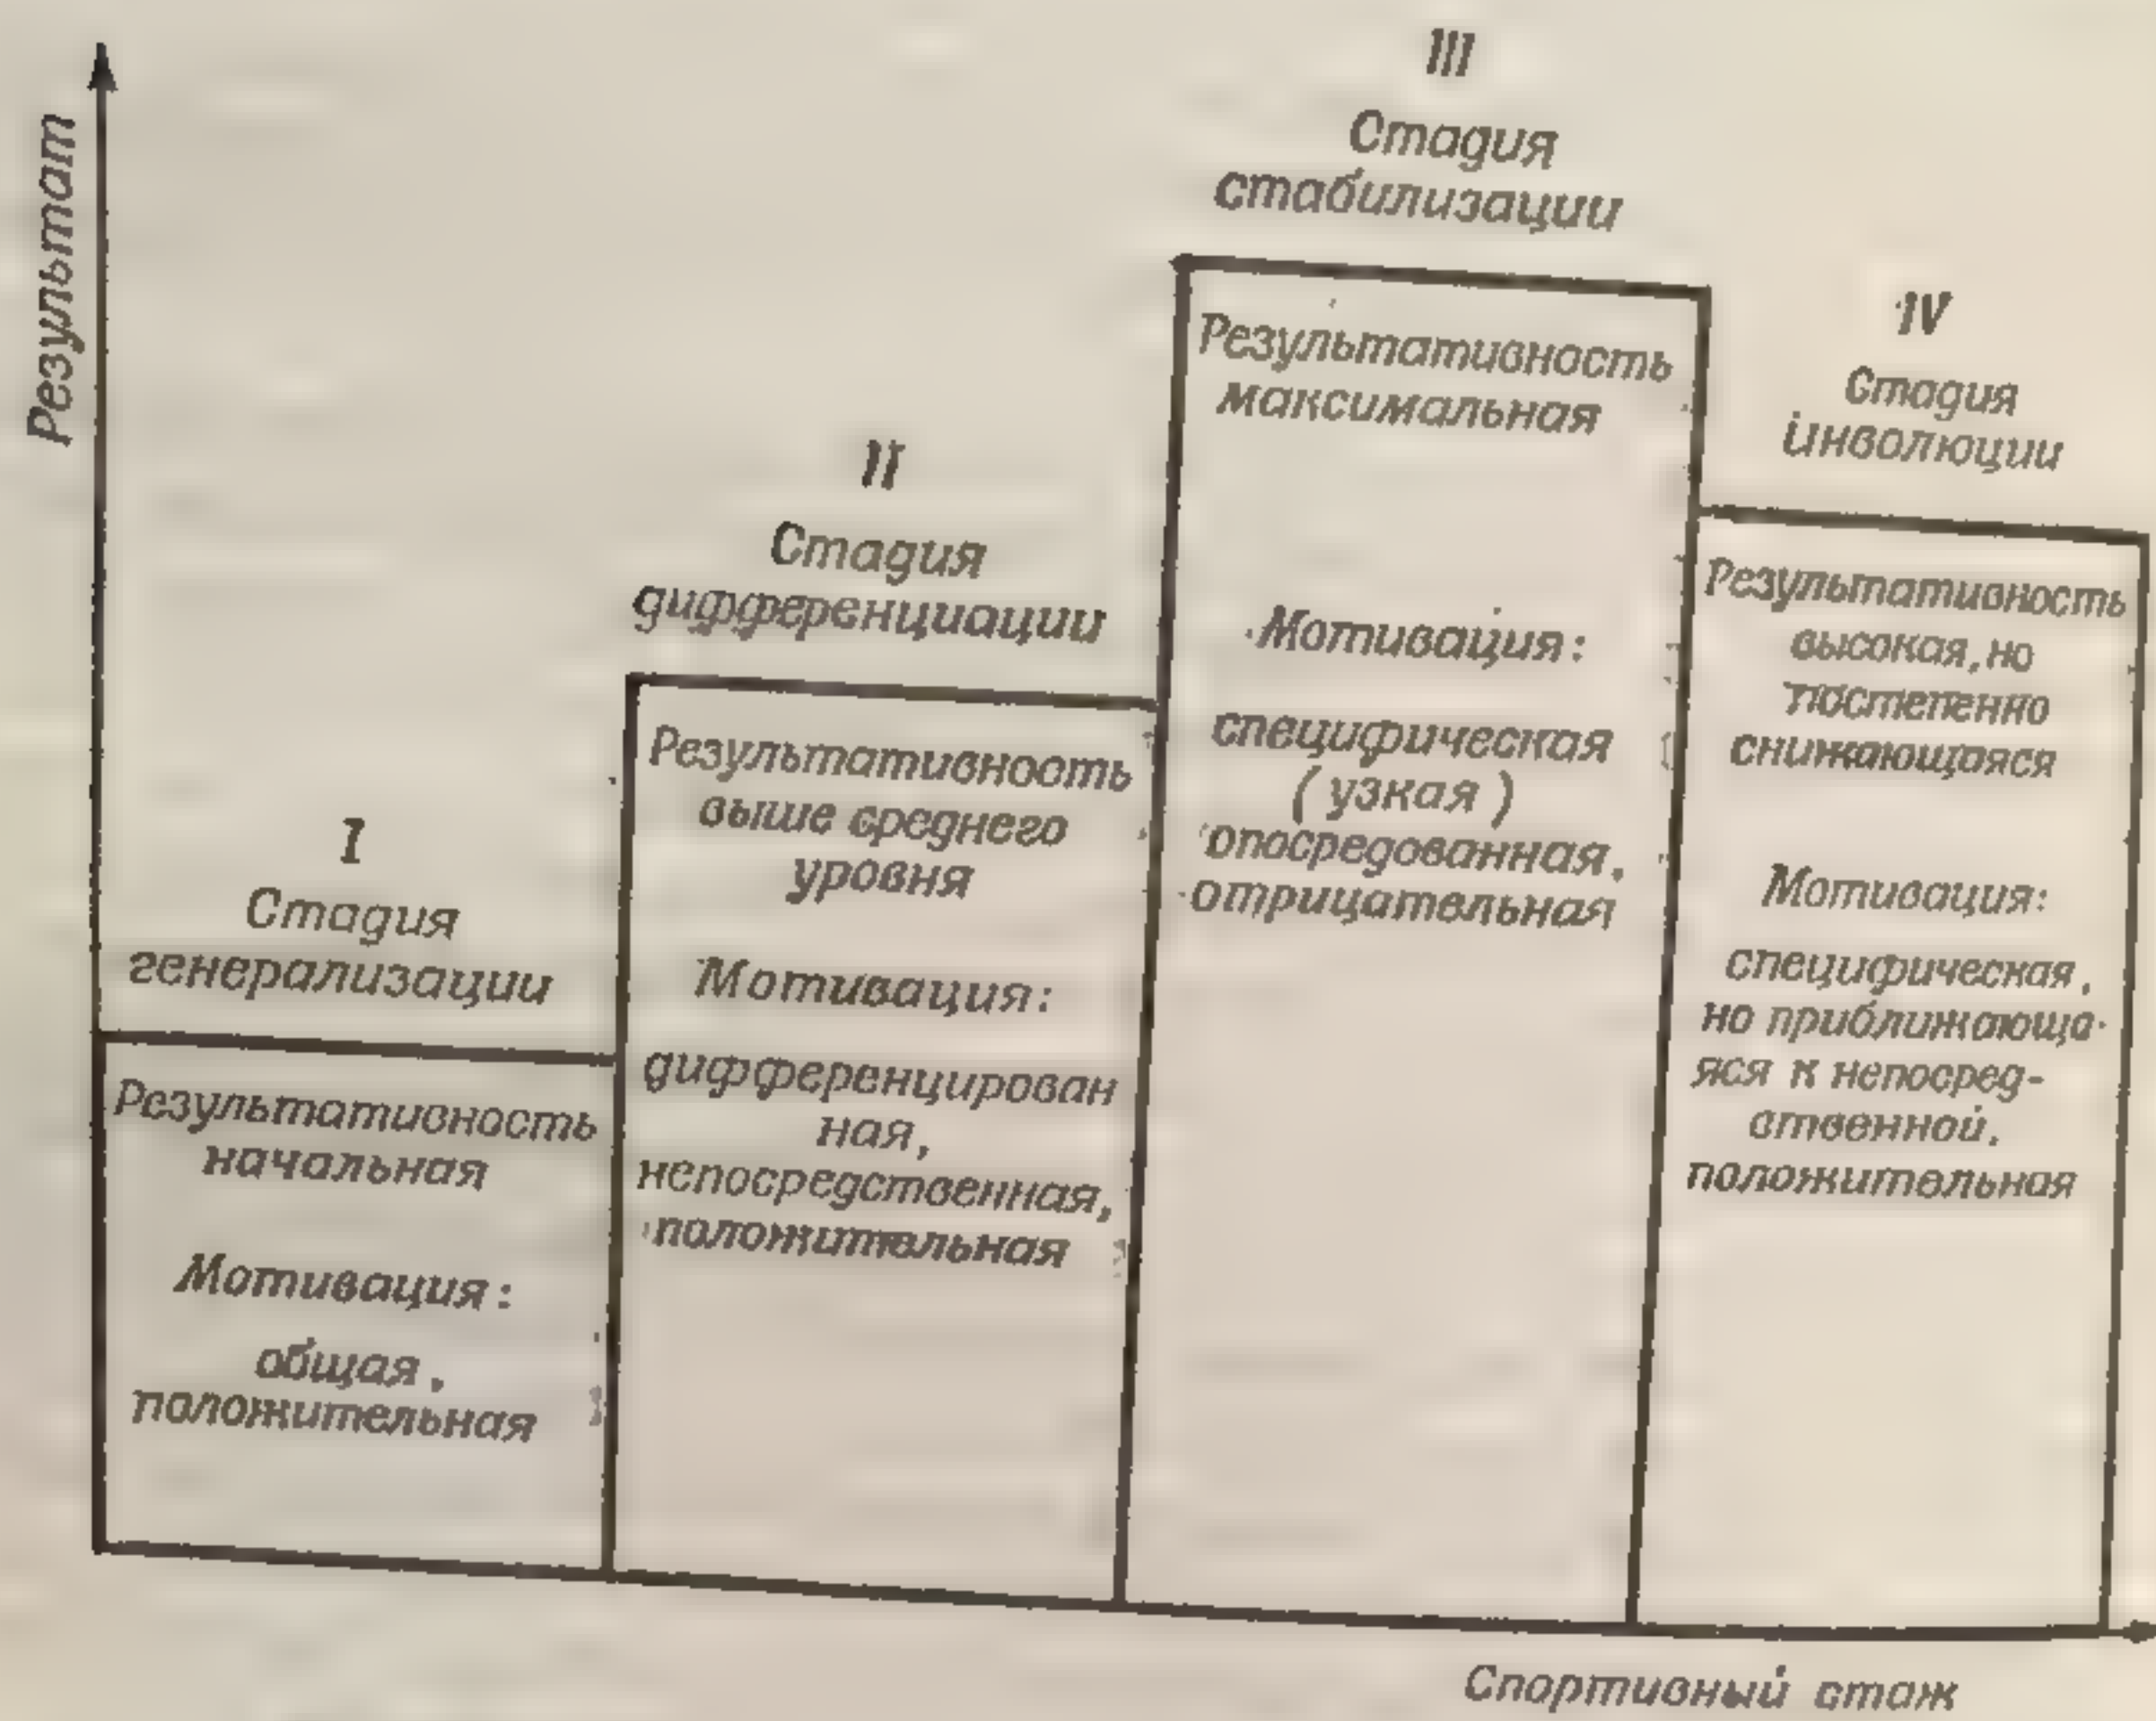 Результат
I
Стадия
генерализации
Результативность
начальная
Мотивация:
общая,
положительная
II
Стадия
дифференциации
Результативность
выше среднего
уровня
Мотивация:
дифференцирован
ная,
непосредственная,
положительная
III
Стадия
стабилизации
Результативность
максимальная
Мотивация:
специфическая
(узкая)
опосредованная,
отрицательная
IV
Стадия
инволюции
Результативность
высокая, но
постепенно
снижающаяся
Мотивация:
специфическая,
но приближающа-
яся к непосред-
ственной,
положительная
Спортивный стаж